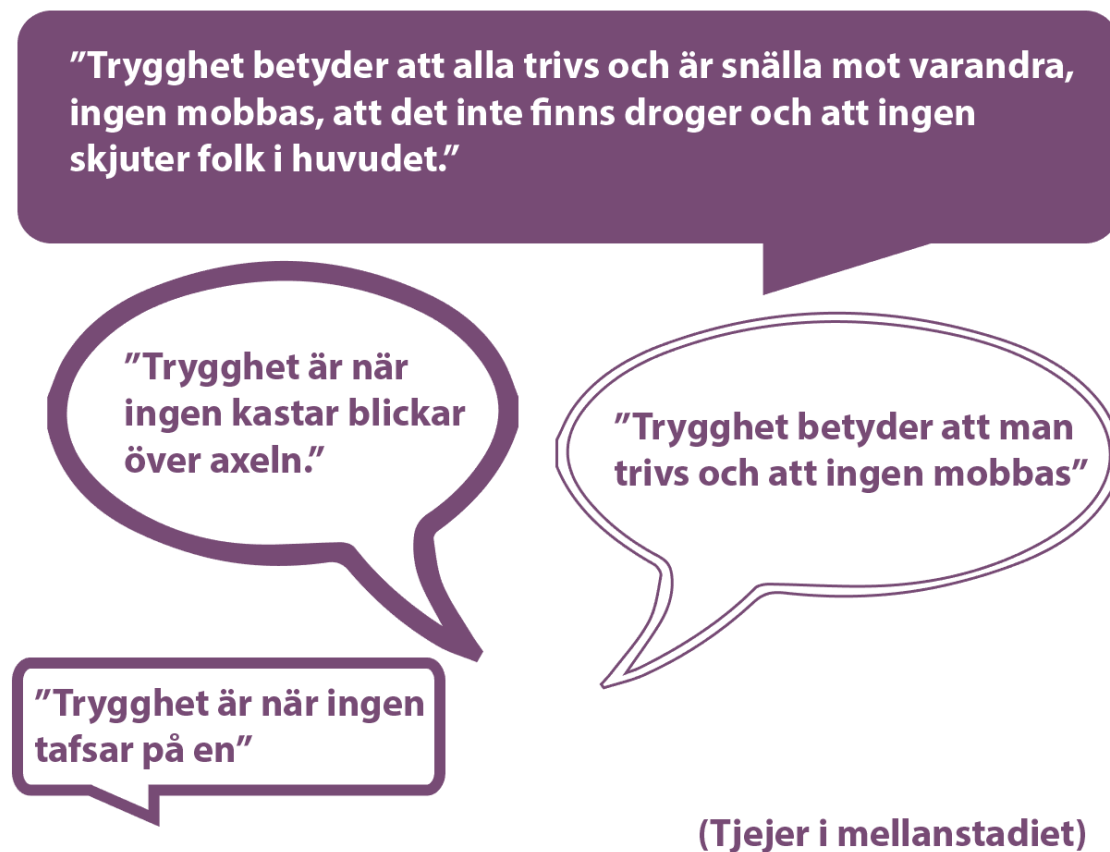 ”Trygghet betyder att alla trivs och är snälla mot varandra,
ingen mobbas, att det inte finns droger och att ingen
skjuter folk i huvudet.”
”Trygghet är när
ingen kastar blickar
över axeln.”
”Trygghet betyder att man
trivs och att ingen mobbas”
”Trygghet är när ingen
tafsar på en”
(Tjejer i mellanstadiet)